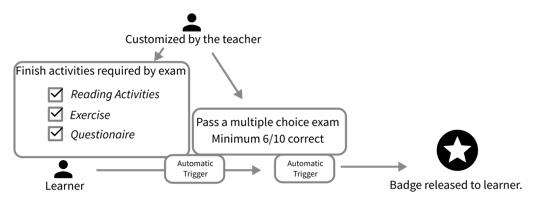 Customized by the teacher
Finish activities required by exam
Reading Activities
Exercise
Questionaire
Pass a multiple choice exam
Minimum 6/10 correct
Automatic
Trigger
Automatic
Trigger
Learner
Badge released to learner.